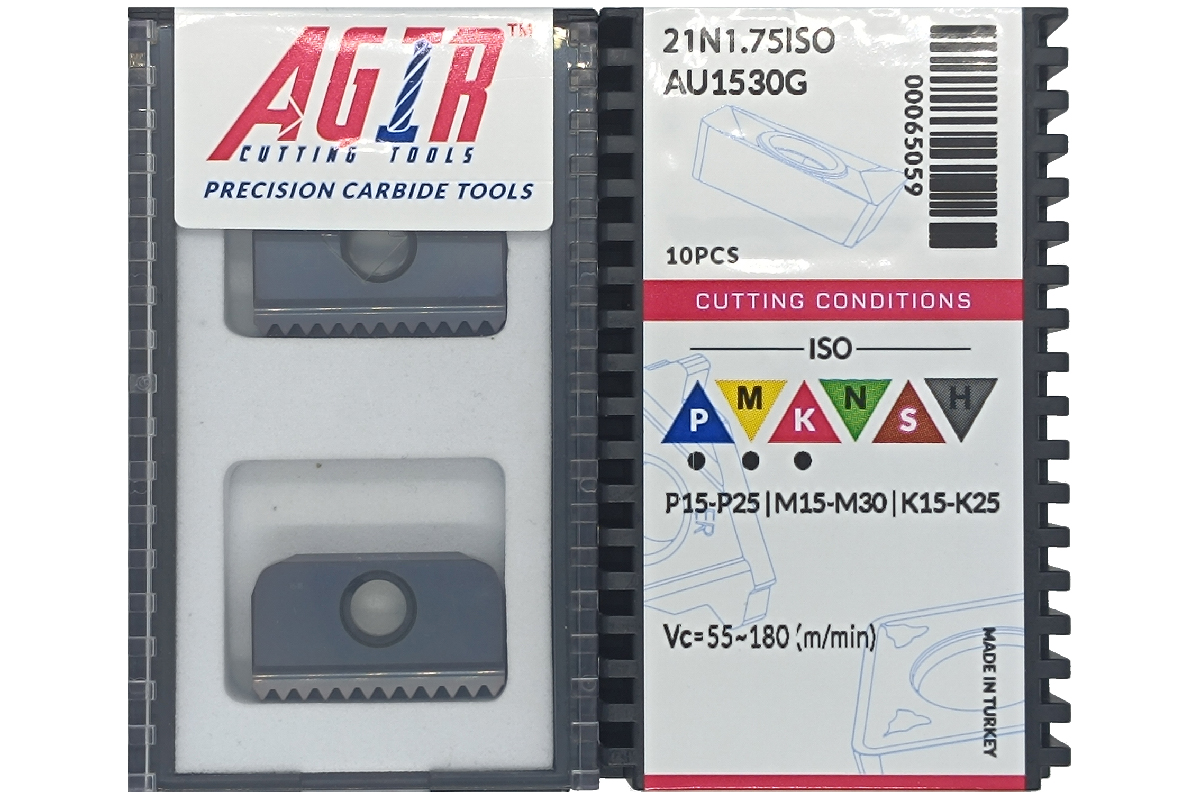 AGIR™
CUTTING TOOLS
PRECISION CARBIDE TOOLS
21N1.75ISO
AU1530G
00065059
10PCS
CUTTING CONDITIONS
ISO
P M K N S H
P15-P25|M15-M30|K15-K25
Vc=55~180 (m/min)
MADE IN TURKEY